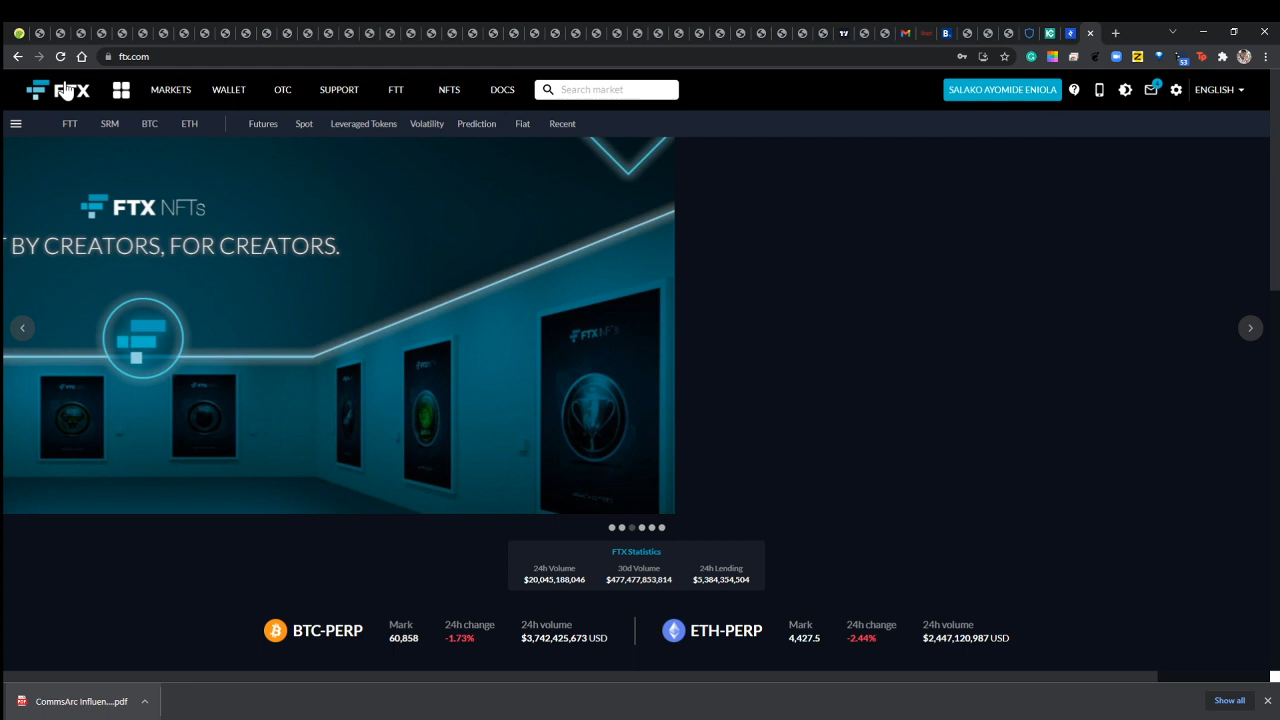 ftx.com
53
FTX
MARKETS
WALLET
OTC
SUPPORT
FTT
NFTS
DOCS
Search market
SALAKO AYOMIDE ENIOLA
4
ENGLISH
FTT
SRM
BTC
ETH
Futures
Spot
Leveraged Tokens
Volatility
Prediction
Fiat
Recent
FTX NFTs
BY CREATORS, FOR CREATORS.
FTX NFTs
FTX Statistics
24h Volume
$20,045,188,046
30d Volume
$477,477,853,814
24h Lending
$5,384,354,504
BTC-PERP
Mark
60,858
24h change
-1.73%
24h volume
$3,742,425,673 USD
ETH-PERP
Mark
4,427.5
24h change
-2.44%
24h volume
$2,447,120,987 USD
CommsArc Influen....pdf
Show all